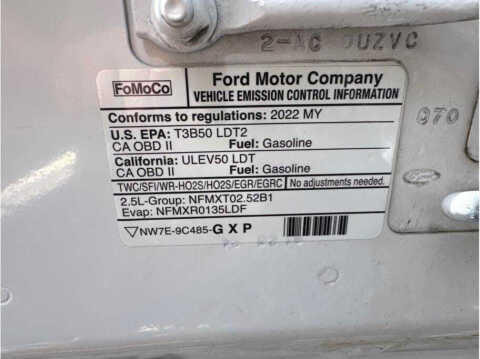 2-AC
FoMoCo
Ford Motor Company
VEHICLE EMISSION CONTROL INFORMATION
Conforms to regulations: 2022 MY
U.S. EPA: T3B50 LDT2
CA OBD II Fuel: Gasoline
California: ULEV50 LDT
CA OBD II Fuel: Gasoline
TWC/SFI/WR-HO2S/HO2S/EGR/EGRC No adjustments needed.
2.5L-Group: NFMXT02.52B1
Evap: NFMXR0135LDF
NW7E-9C485-GXP